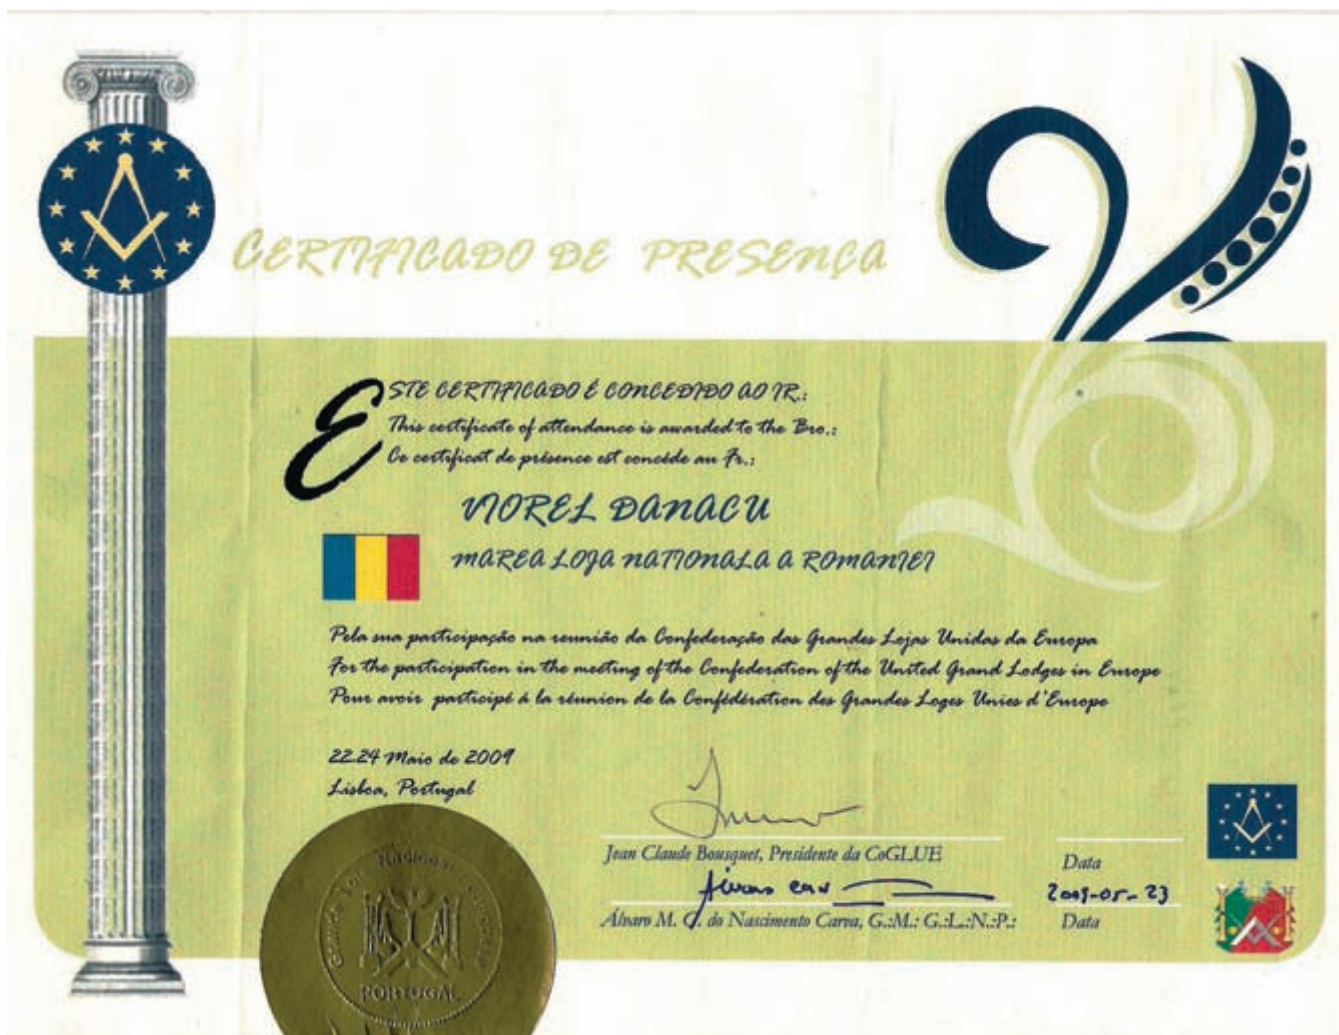 CERTIFICADO DE PRESENÇA
ESTE CERTIFICADO É CONCEDIDO AO IR.:
This certificate of attendance is awarded to the Bro.:
Ce certificat de présence est concéde au Fr.:
VIOREL DANACU
MAREA LOJA NATIONALA A ROMANIEI
Pela sua participação na reunião da Confederação das Grandes Lojas Unidas da Europa
For the participation in the meeting of the Confederation of the United Grand Lodges in Europe
Pour avoir participé á la réunion de la Confédération des Grandes Loges Unies d'Europe
22.24 Maio de 2009
Lisboa, Portugal
Jean Claude Bousquet, Presidente da CoGLUE
Data
2009-05-23
Álvaro M. C. do Nascimento Carva, G.:M.: G.:L.:N.:P.:
Data
PORTUGAL